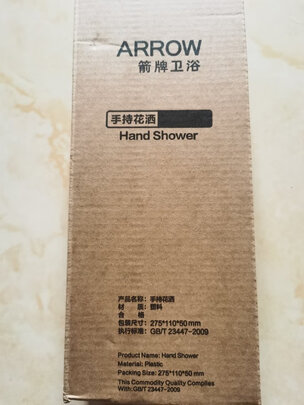 ARROW
箭牌卫浴
手持花洒
Hand Shower
产品名称：手持花洒
材 质：塑料
合 格
包装尺寸：275*110*50 mm
执行标准：GB/T 23447-2009
Product Name: Hand Shower
Material: Plastic
Packing Size: 275*110*50 mm
This Commodity Quality Complies
With: GB/T 23447-2009